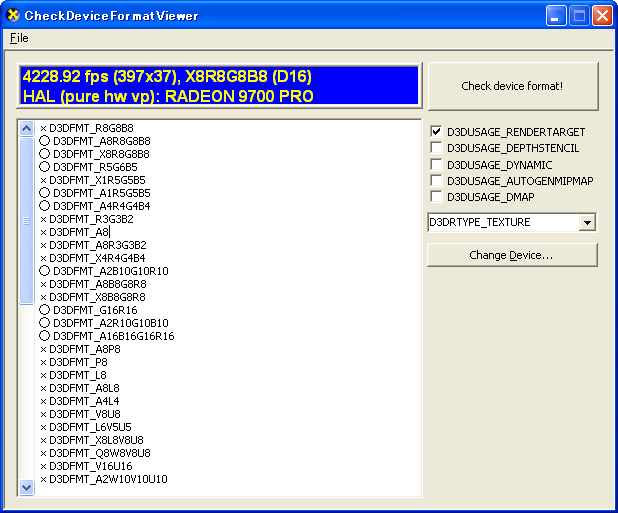 CheckDeviceFormatViewer
File
4228.92 fps (397x37), X8R8G8B8 (D16)
HAL (pure hw vp): RADEON 9700 PRO
Check device format!
× D3DFMT_R8G8B8
○ D3DFMT_A8R8G8B8
○ D3DFMT_X8R8G8B8
○ D3DFMT_R5G6B5
× D3DFMT_X1R5G5B5
○ D3DFMT_A1R5G5B5
○ D3DFMT_A4R4G4B4
× D3DFMT_R3G3B2
× D3DFMT_A8
× D3DFMT_A8R3G3B2
× D3DFMT_X4R4G4B4
○ D3DFMT_A2B10G10R10
× D3DFMT_A8B8G8R8
× D3DFMT_X8B8G8R8
○ D3DFMT_G16R16
○ D3DFMT_A2R10G10B10
○ D3DFMT_A16B16G16R16
× D3DFMT_A8P8
× D3DFMT_P8
× D3DFMT_L8
× D3DFMT_A8L8
× D3DFMT_A4L4
× D3DFMT_V8U8
× D3DFMT_L6V5U5
× D3DFMT_X8L8V8U8
× D3DFMT_Q8W8V8U8
× D3DFMT_V16U16
× D3DFMT_A2W10V10U10
D3DUSAGE_RENDERTARGET
D3DUSAGE_DEPTHSTENCIL
D3DUSAGE_DYNAMIC
D3DUSAGE_AUTOGENMIPMAP
D3DUSAGE_DMAP
D3DRTYPE_TEXTURE
Change Device...